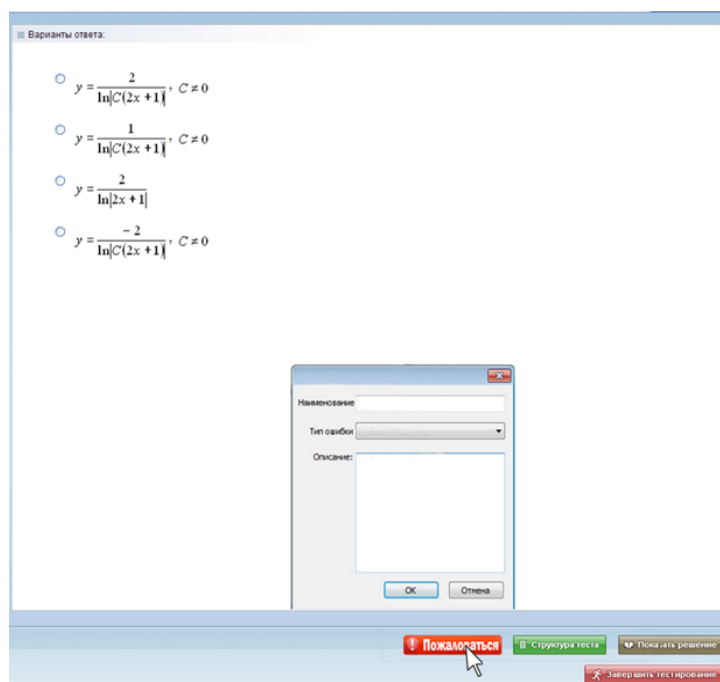 Варианты ответа:
y = 2 / ln|C(2x + 1)|, C ≠ 0
y = 1 / ln|C(2x + 1)|, C ≠ 0
y = 2 / ln|2x + 1|
y = -2 / ln|C(2x + 1)|, C ≠ 0
Наименование
Тип ошибки
Описание:
OK Отмена
Пожаловаться Структура теста Показать решение
Завершить тестирование